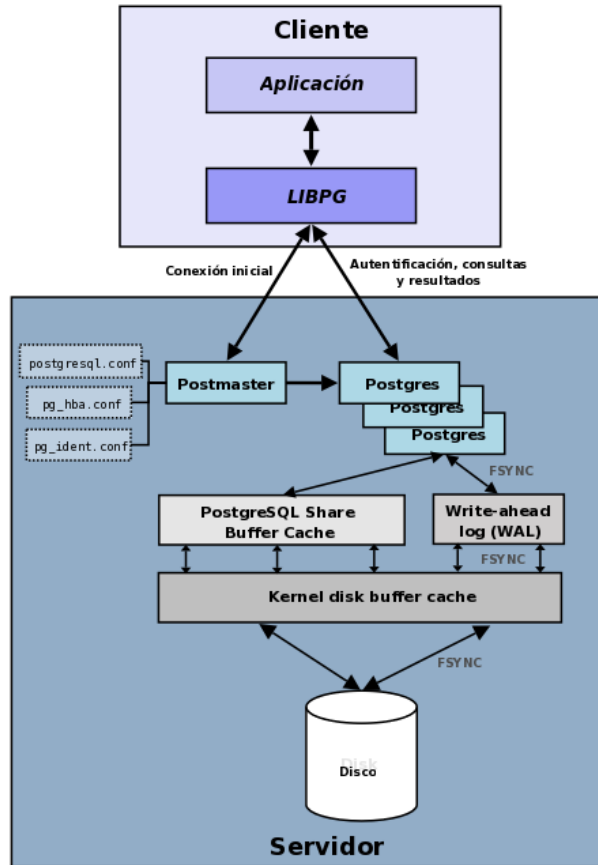 Cliente
Aplicación
LIBPG
Conexión inicial
Autentificación, consultas
y resultados
postgresql.conf
pg_hba.conf
pg_ident.conf
Postmaster
Postgres
Postgres
Postgres
FSYNC
PostgreSQL Share
Buffer Cache
Write-ahead
log (WAL)
FSYNC
Kernel disk buffer cache
FSYNC
Disk
Disco
Servidor